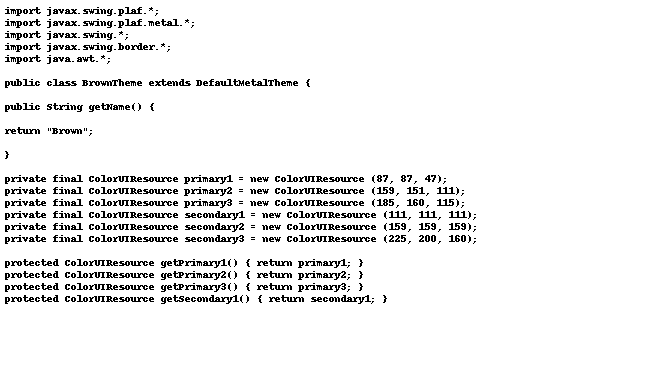 import javax.swing.plaf.*;
import javax.swing.plaf.metal.*;
import javax.swing.*;
import javax.swing.border.*;
import java.awt.*;
public class BrownTheme extends DefaultMetalTheme {
public String getName() {
return "Brown";
}
private final ColorUIResource primary1 = new ColorUIResource (87, 87, 47);
private final ColorUIResource primary2 = new ColorUIResource (159, 151, 111);
private final ColorUIResource primary3 = new ColorUIResource (185, 160, 115);
private final ColorUIResource secondary1 = new ColorUIResource (111, 111, 111);
private final ColorUIResource secondary2 = new ColorUIResource (159, 159, 159);
private final ColorUIResource secondary3 = new ColorUIResource (225, 200, 160);
protected ColorUIResource getPrimary1() { return primary1; }
protected ColorUIResource getPrimary2() { return primary2; }
protected ColorUIResource getPrimary3() { return primary3; }
protected ColorUIResource getSecondary1() { return secondary1; }